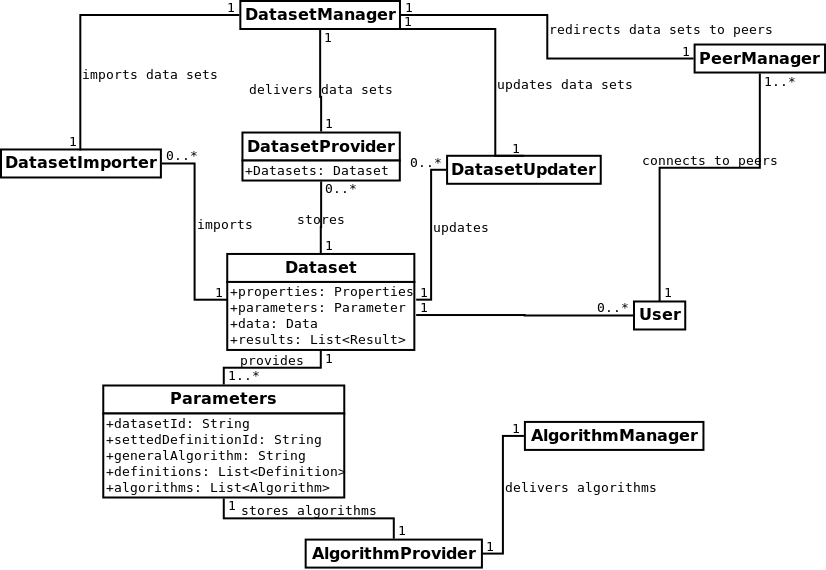 1 DatasetManager 1
1 1
redirects data sets to peers
1 PeerManager
imports data sets
delivers data sets
updates data sets
1..*
1
1
1
DatasetImporter 0..*
DatasetProvider
+Datasets: Dataset
0..* DatasetUpdater
connects to peers
0..*
stores
imports
updates
1
Dataset
1 +properties: Properties 1
+parameters: Parameter 1
+data: Data
+results: List<Result>
1
0..* User
provides 1
1..*
Parameters
+datasetId: String
+settedDefinitionId: String
+generalAlgorithm: String
+definitions: List<Definition>
+algorithms: List<Algorithm>
1 AlgorithmManager
delivers algorithms
1 stores algorithms
1
AlgorithmProvider 1